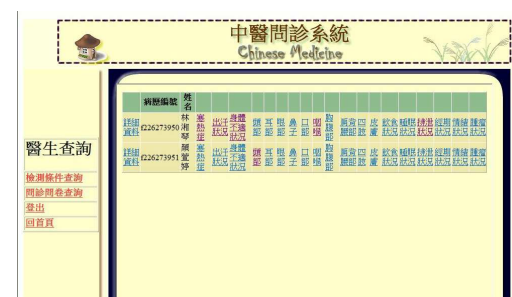 中醫問診系統
Chinese Medicine
醫生查詢
檢測條件查詢
問診問卷查詢
登出
回首頁
病歷編號 姓名
詳細資料 f226273950 林湘琴 寒熱症 出汗狀況 身體不適狀況 頭部 耳部 眼部 鼻子 口部 咽喉 胸腹部 肩背腰部 四肢 皮膚 飲食狀況 睡眠狀況 排泄狀況 經期狀況 情緒狀況 腫瘤狀況
詳細資料 f226273951 顏萱婷 寒熱症 出汗狀況 身體不適狀況 頭部 耳部 眼部 鼻子 口部 咽喉 胸腹部 肩背腰部 四肢 皮膚 飲食狀況 睡眠狀況 排泄狀況 經期狀況 情緒狀況 腫瘤狀況